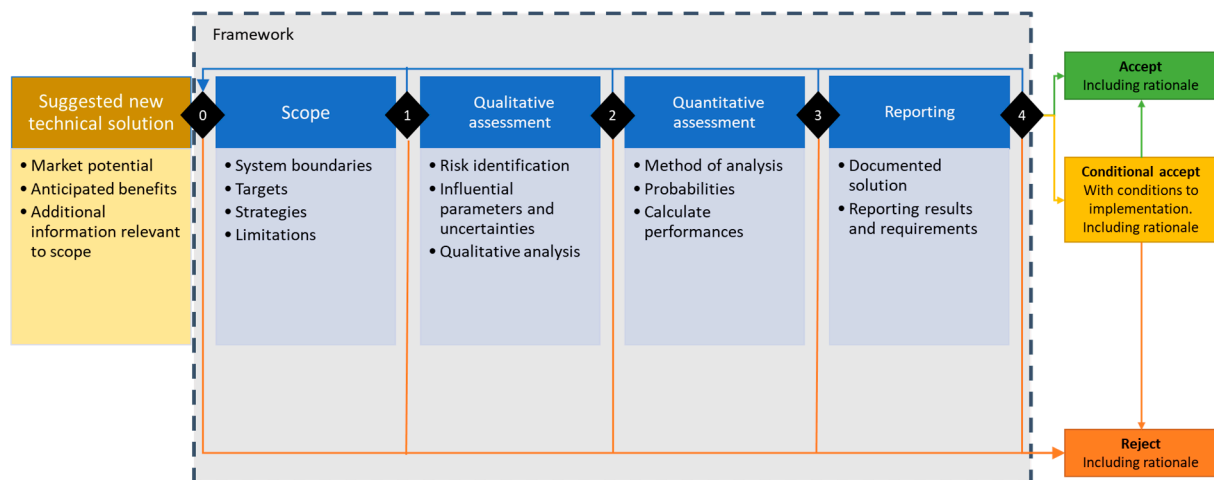 Framework
Suggested new
technical solution
• Market potential
• Anticipated benefits
• Additional
information relevant
to scope
0
Scope
• System boundaries
• Targets
• Strategies
• Limitations
1
Qualitative
assessment
• Risk identification
• Influential
parameters and
uncertainties
• Qualitative analysis
2
Quantitative
assessment
• Method of analysis
• Probabilities
• Calculate
performances
3
Reporting
• Documented
solution
• Reporting results
and requirements
4
Accept
Including rationale
Conditional accept
With conditions to
implementation.
Including rationale
Reject
Including rationale